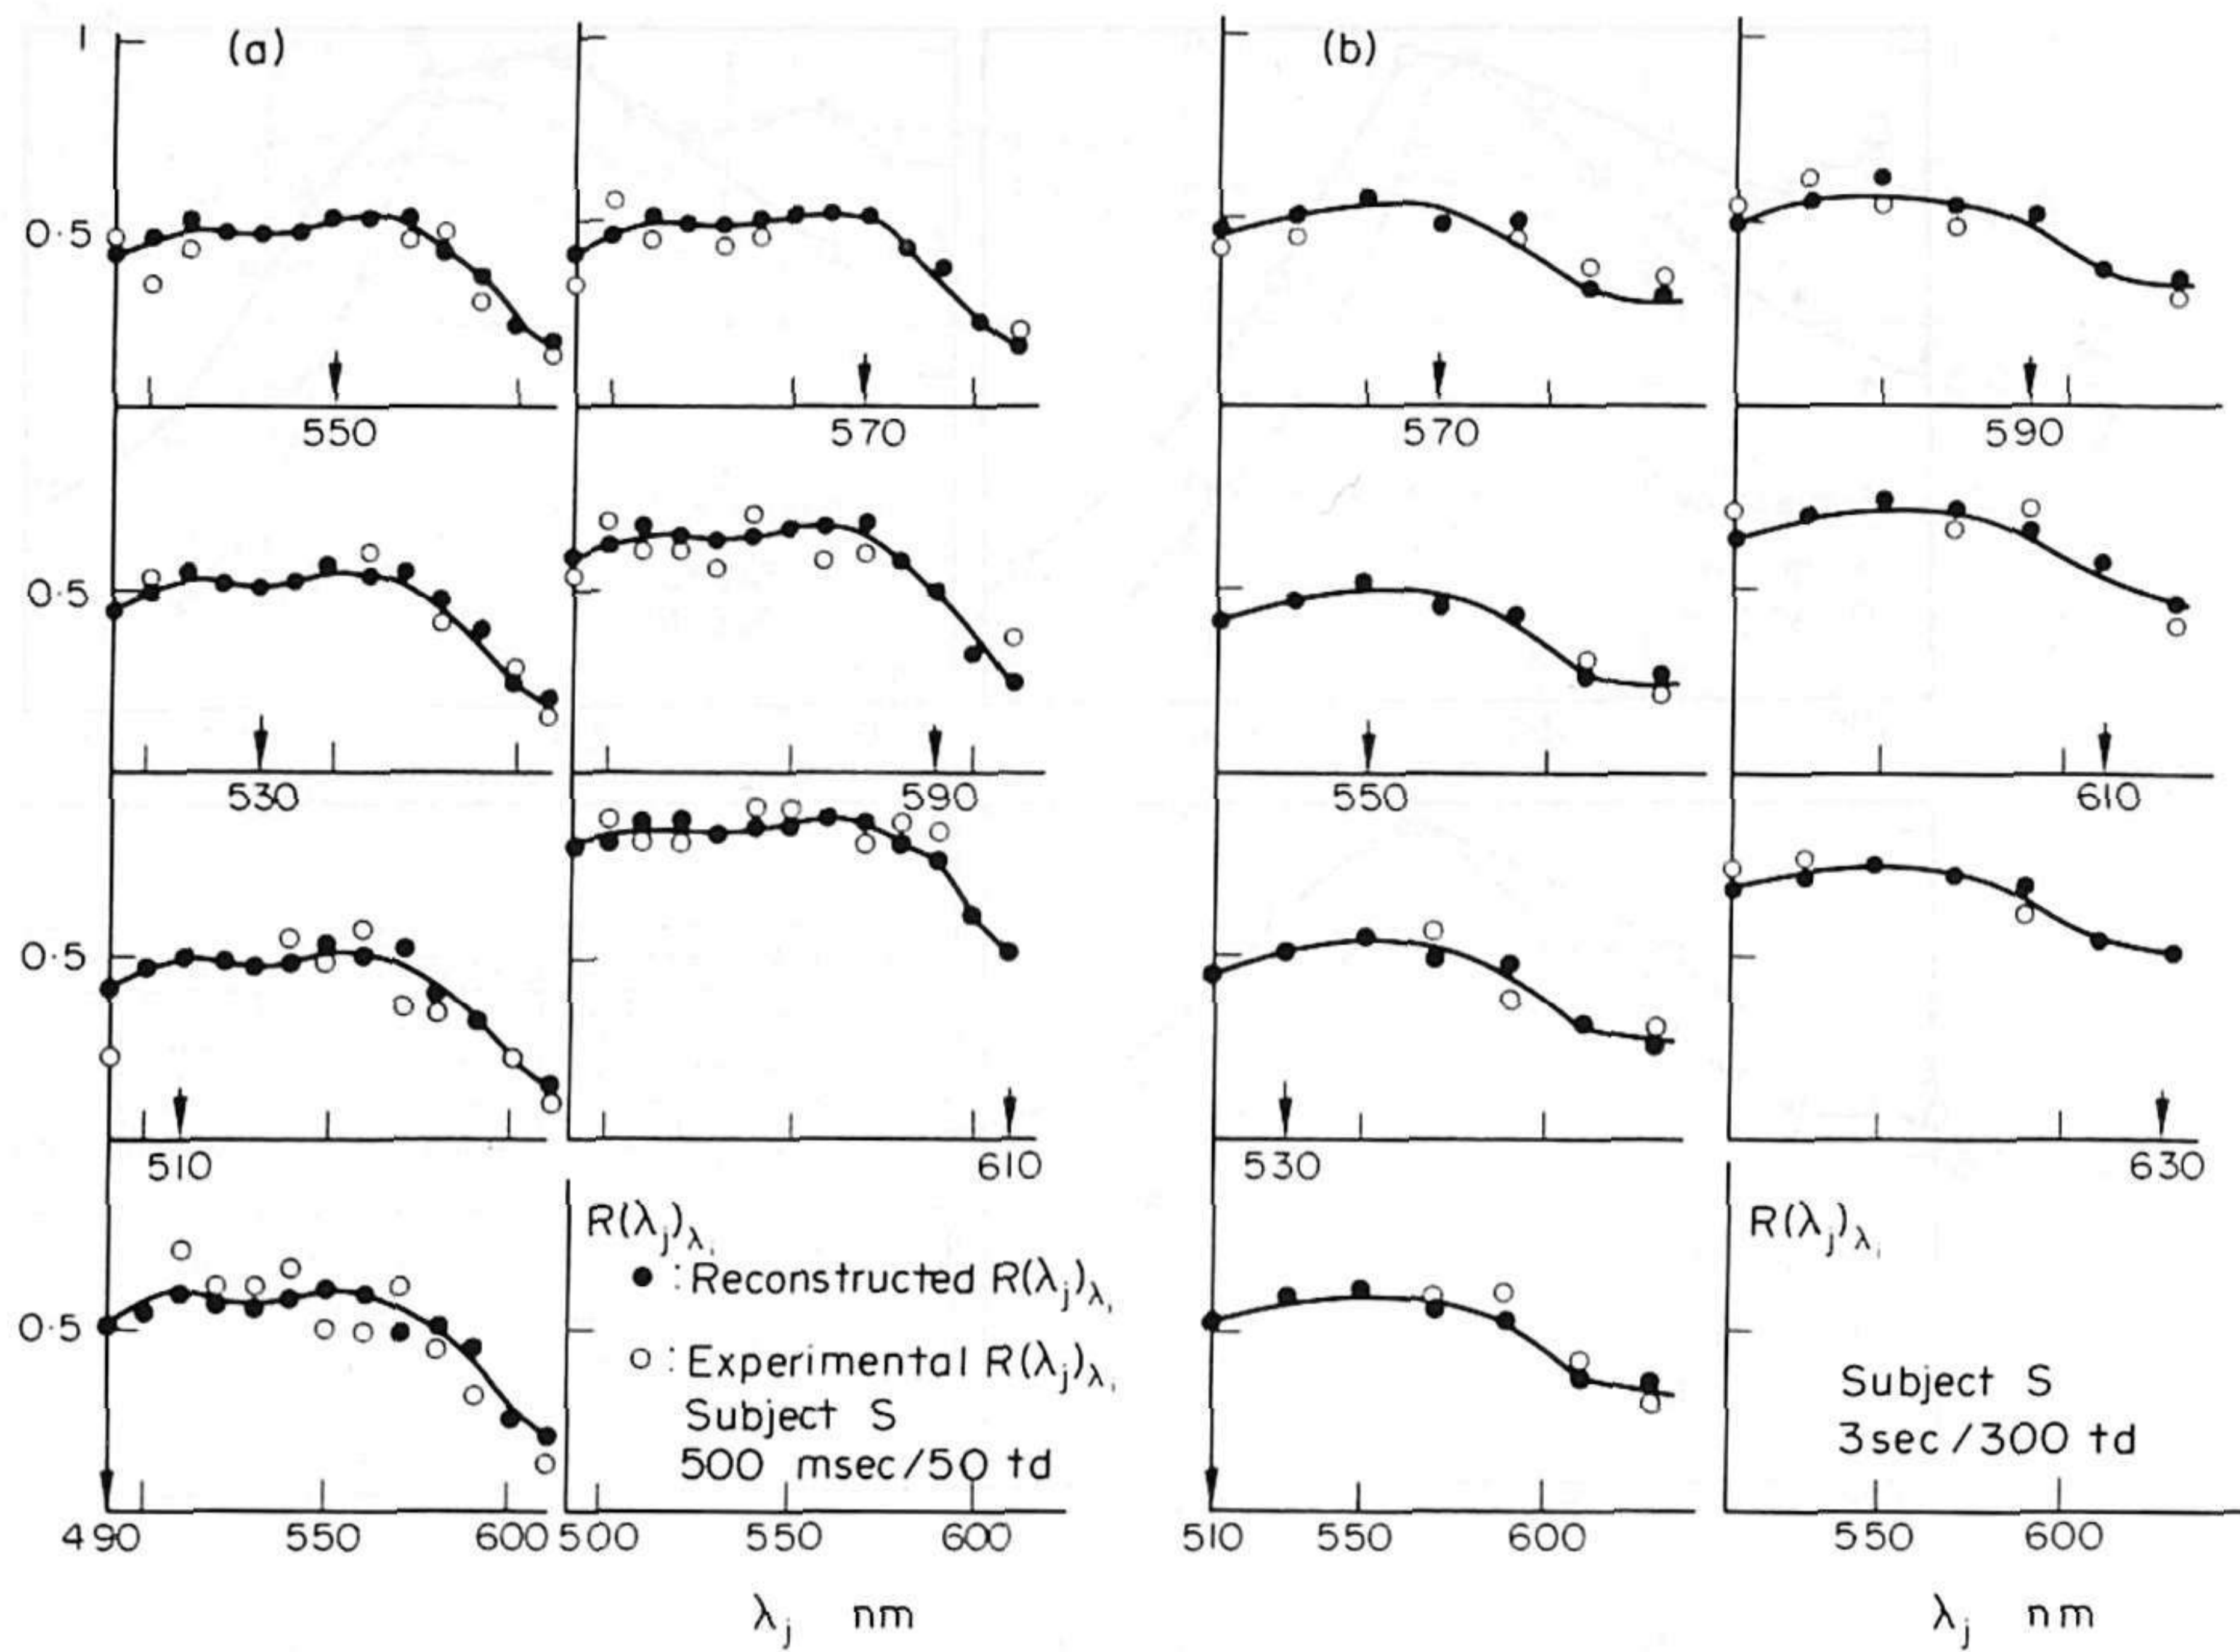 1 (a) (b)
0.5
550 570 570 590
0.5
530 590 550 610
0.5
510 610 530 630
R(λj)λi R(λj)λi
● : Reconstructed R(λj)λi
0.5
○ : Experimental R(λj)λi
Subject S Subject S
500 msec/50 td 3sec/300 td
490 550 600 500 550 600 510 550 600 550 600
λj nm λj nm